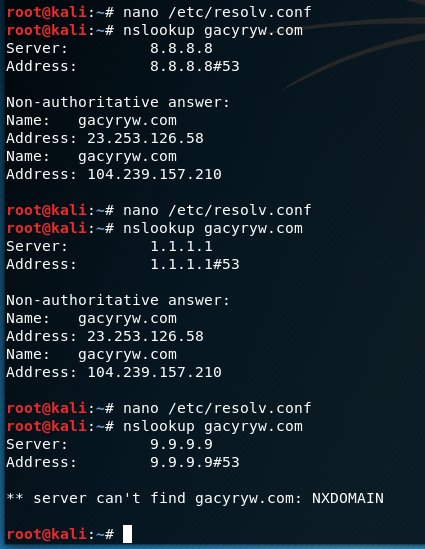 root@kali:~# nano /etc/resolv.conf
root@kali:~# nslookup gacyryw.com
Server:         8.8.8.8
Address:        8.8.8.8#53
Non-authoritative answer:
Name:   gacyryw.com
Address: 23.253.126.58
Name:   gacyryw.com
Address: 104.239.157.210
root@kali:~# nano /etc/resolv.conf
root@kali:~# nslookup gacyryw.com
Server:         1.1.1.1
Address:        1.1.1.1#53
Non-authoritative answer:
Name:   gacyryw.com
Address: 23.253.126.58
Name:   gacyryw.com
Address: 104.239.157.210
root@kali:~# nano /etc/resolv.conf
root@kali:~# nslookup gacyryw.com
Server:         9.9.9.9
Address:        9.9.9.9#53
** server can't find gacyryw.com: NXDOMAIN
root@kali:~#